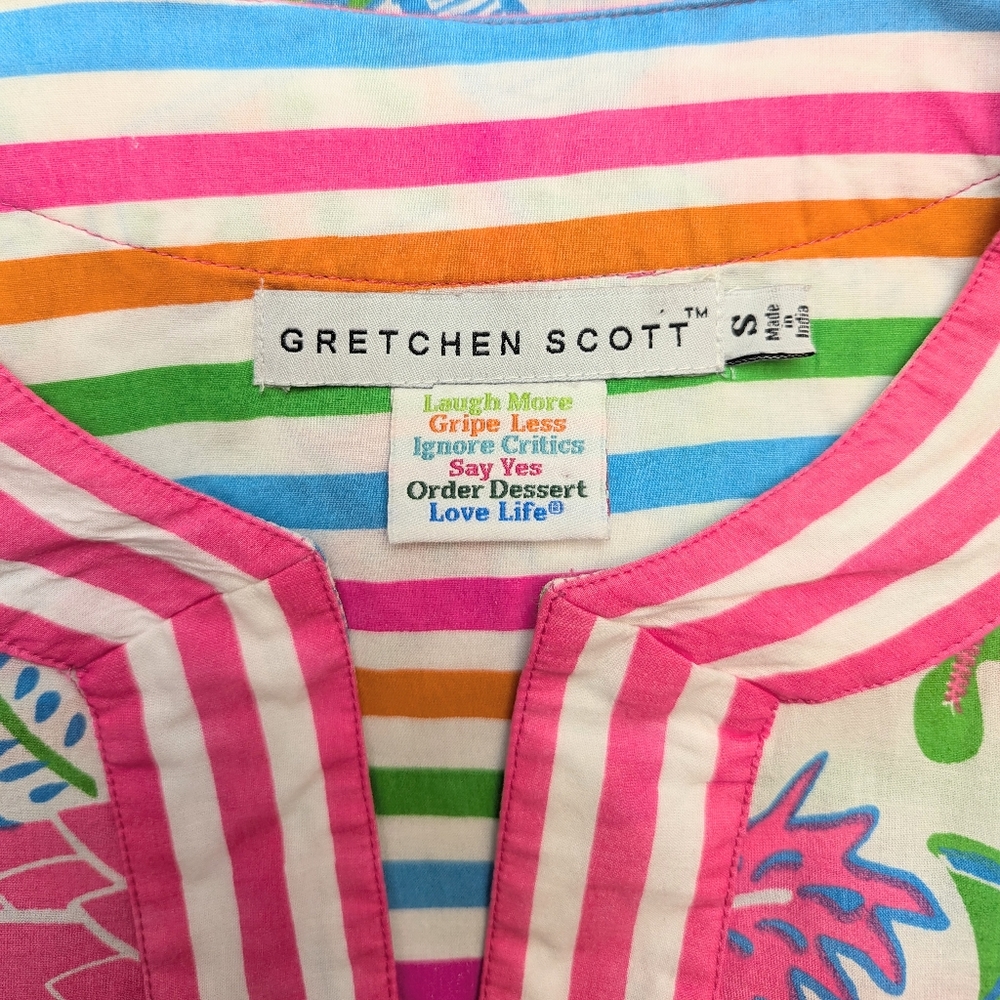 GRETCHEN SCOTT™
S
Made
in
India
Laugh More
Gripe Less
Ignore Critics
Say Yes
Order Dessert
Love Life®